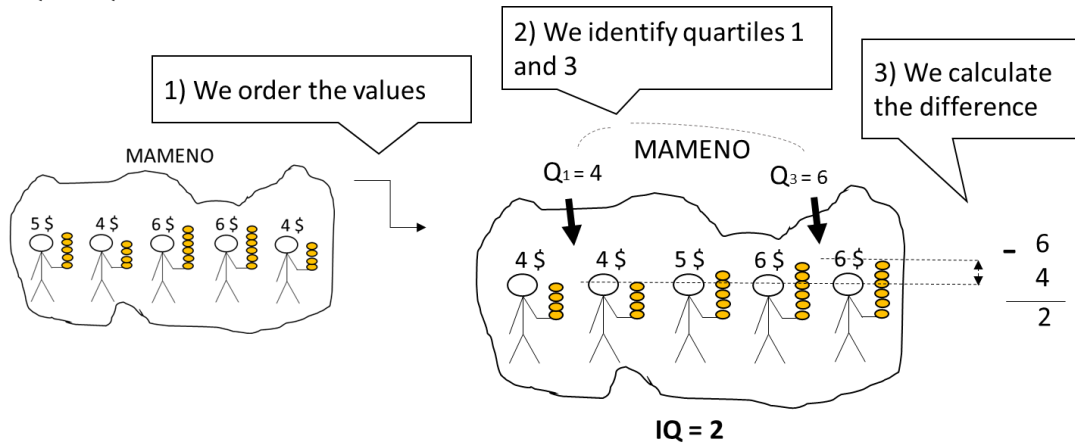 2) We identify quartiles 1
and 3
1) We order the values
3) We calculate
the difference
MAMENO
5 $ 4 $ 6 $ 6 $ 4 $
MAMENO
Q1 = 4
Q3 = 6
4 $ 4 $ 5 $ 6 $ 6 $
- 6
4
2
IQ = 2